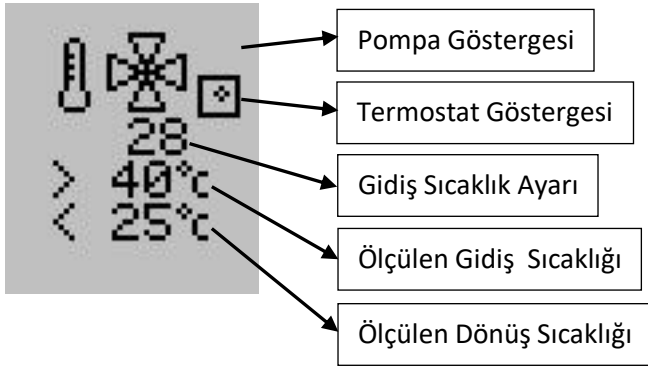 Pompa Göstergesi
Termostat Göstergesi
28
Gidiş Sıcaklık Ayarı
> 40°C
Ölçülen Gidiş Sıcaklığı
< 25°C
Ölçülen Dönüş Sıcaklığı